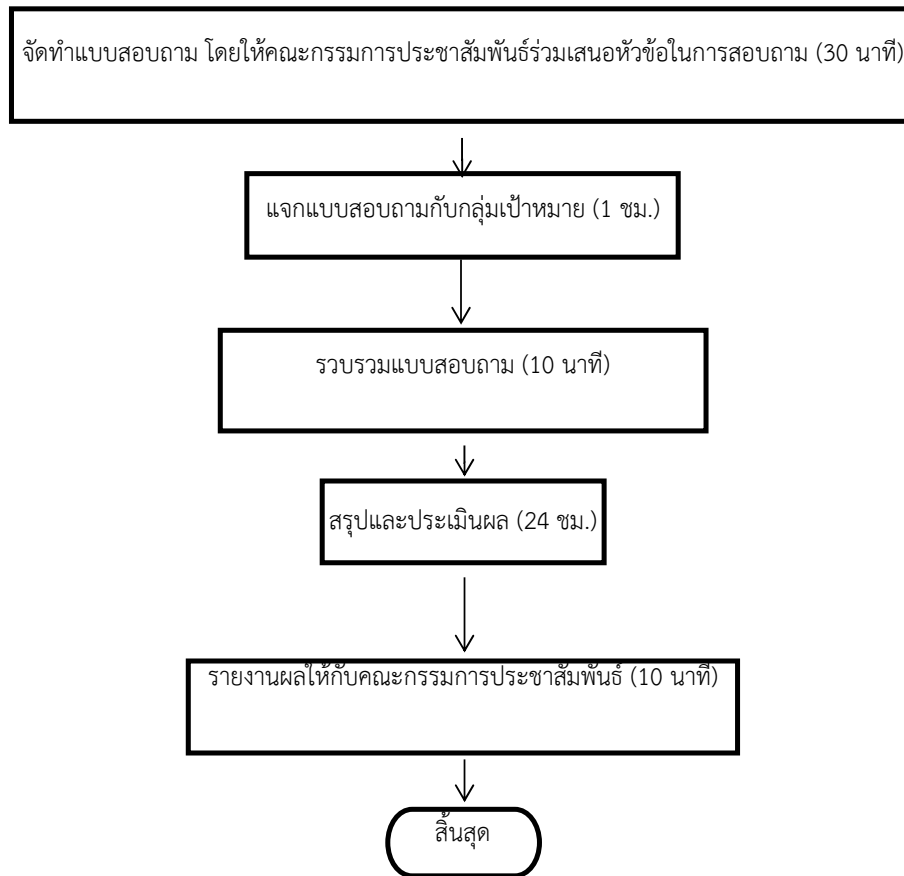 จัดทำแบบสอบถาม โดยให้คณะกรรมการประชาสัมพันธ์ร่วมเสนอหัวข้อในการสอบถาม (30 นาที)
แจกแบบสอบถามกับกลุ่มเป้าหมาย (1 ชม.)
รวบรวมแบบสอบถาม (10 นาที)
สรุปและประเมินผล (24 ชม.)
รายงานผลให้กับคณะกรรมการประชาสัมพันธ์ (10 นาที)
สิ้นสุด